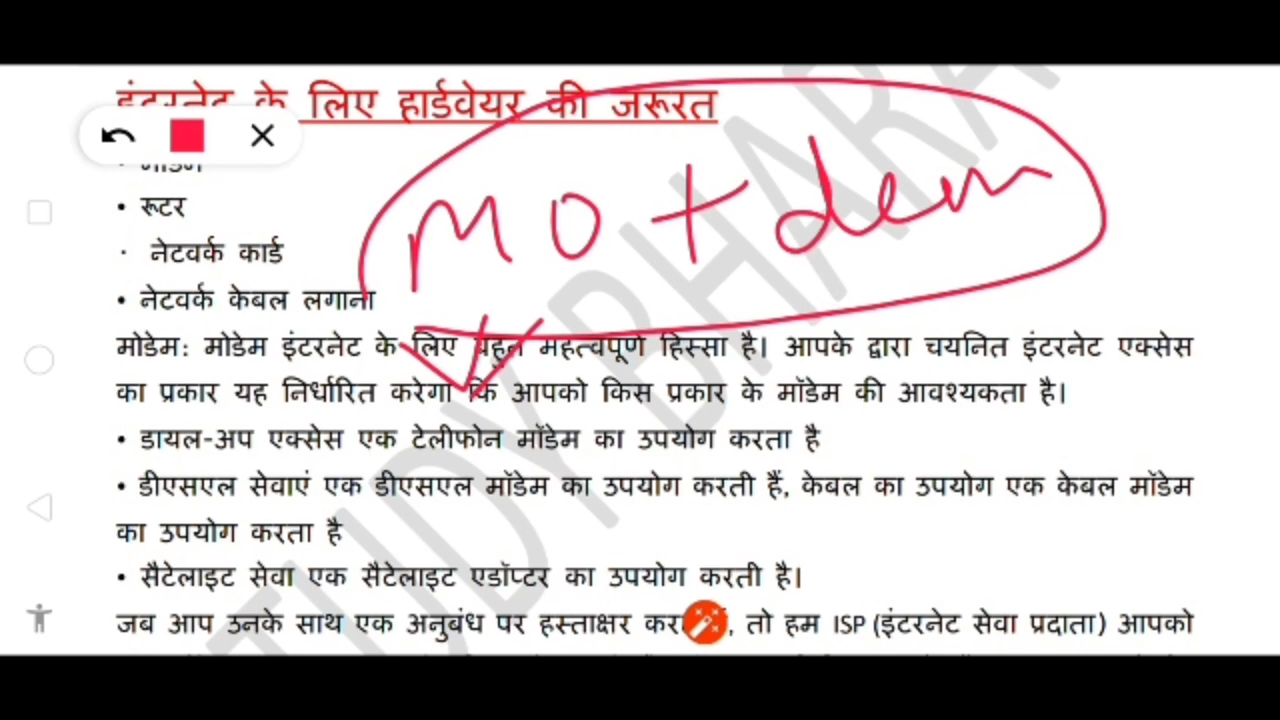 इंटरनेट के लिए हार्डवेयर की जरूरत
• मोडेम
• रूटर
• नेटवर्क कार्ड
• नेटवर्क केबल लगाना
Mo+dem
मोडेम: मोडेम इंटरनेट के लिए बहुत महत्वपूर्ण हिस्सा है। आपके द्वारा चयनित इंटरनेट एक्सेस
का प्रकार यह निर्धारित करेगा कि आपको किस प्रकार के मॉडेम की आवश्यकता है।
• डायल-अप एक्सेस एक टेलीफोन मॉडेम का उपयोग करता है
• डीएसएल सेवाएं एक डीएसएल मॉडेम का उपयोग करती हैं, केबल का उपयोग एक केबल मॉडेम
का उपयोग करता है
• सैटेलाइट सेवा एक सैटेलाइट एडॉप्टर का उपयोग करती है।
जब आप उनके साथ एक अनुबंध पर हस्ताक्षर तो हम ISP (इंटरनेट सेवा प्रदाता) आपको